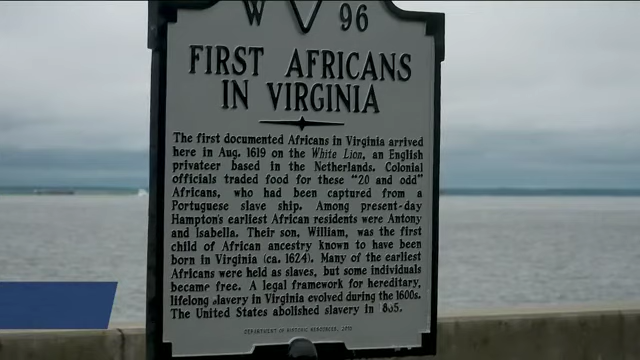 W 96
FIRST AFRICANS
IN VIRGINIA
The first documented Africans in Virginia arrived
here in Aug. 1619 on the White Lion, an English
privateer based in the Netherlands. Colonial
officials traded food for these "20 and odd"
Africans, who had been captured from a
Portuguese slave ship. Among present-day
Hampton's earliest African residents were Antony
and Isabella. Their son, William, was the first
child of African ancestry known to have been
born in Virginia (ca. 1624). Many of the earliest
Africans were held as slaves, but some individuals
became free. A legal framework for hereditary,
lifelong slavery in Virginia evolved during the 1600s.
The United States abolished slavery in 1865.
DEPARTMENT OF HISTORIC RESOURCES, 2015